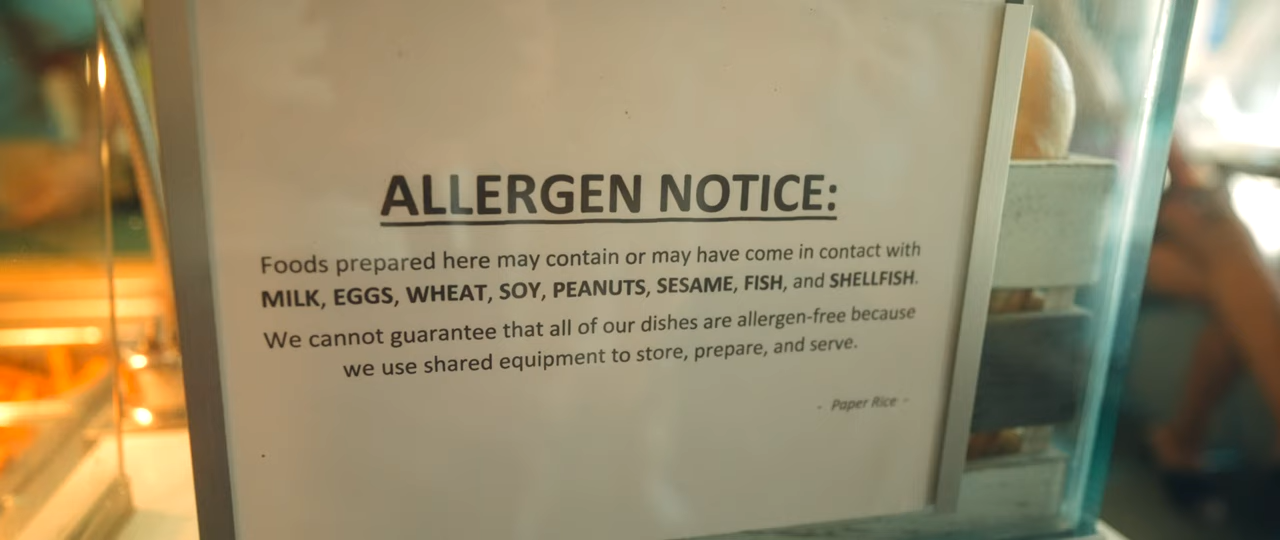 ALLERGEN NOTICE:
Foods prepared here may contain or may have come in contact with
MILK, EGGS, WHEAT, SOY, PEANUTS, SESAME, FISH, and SHELLFISH.
We cannot guarantee that all of our dishes are allergen-free because
we use shared equipment to store, prepare, and serve.
- Paper Rice -